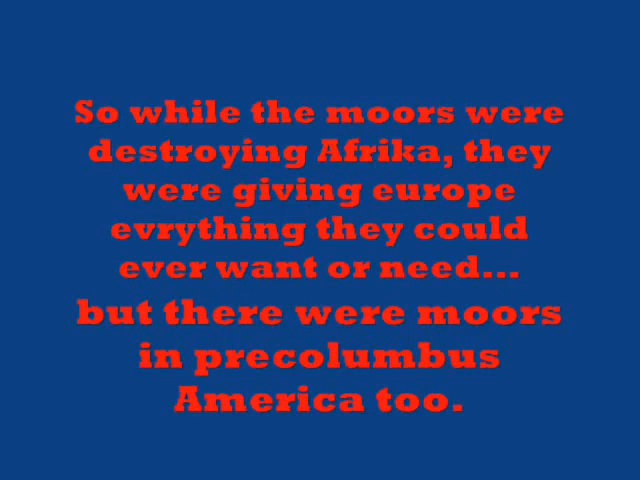 So while the moors were
destroying Afrika, they
were giving europe
evrything they could
ever want or need...
but there were moors
in precolumbus
America too.